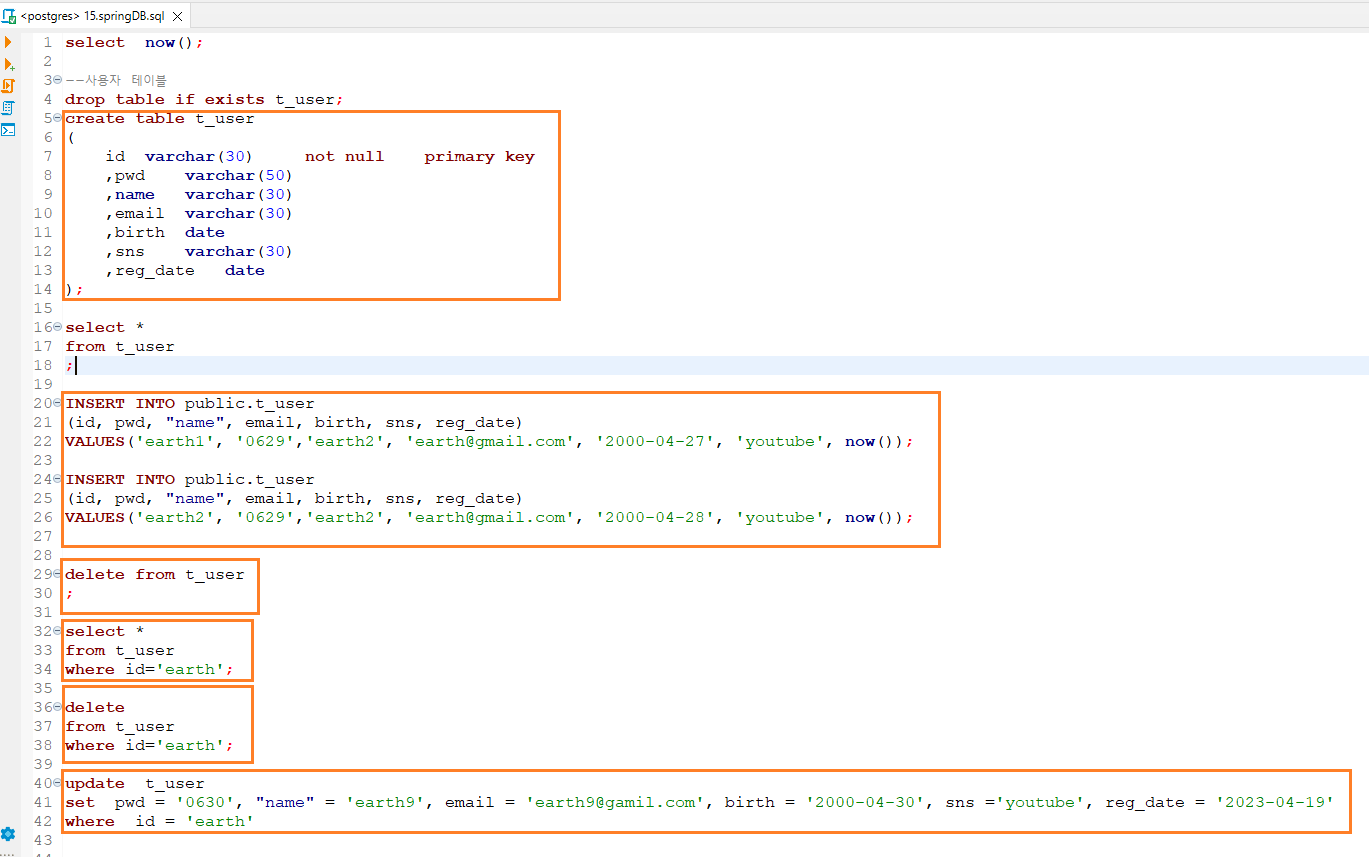 <postgres> 15.springDB.sql
1 select  now();
2
3 --사용자 테이블
4 drop table if exists t_user;
5 create table t_user
6 (
7     id  varchar(30)     not null    primary key
8     ,pwd    varchar(50)
9     ,name   varchar(30)
10     ,email  varchar(30)
11     ,birth  date
12     ,sns    varchar(30)
13     ,reg_date   date
14 );
15
16 select *
17 from t_user
18 ;
19
20 INSERT INTO public.t_user
21 (id, pwd, "name", email, birth, sns, reg_date)
22 VALUES('earth1', '0629','earth2', 'earth@gmail.com', '2000-04-27', 'youtube', now());
23
24 INSERT INTO public.t_user
25 (id, pwd, "name", email, birth, sns, reg_date)
26 VALUES('earth2', '0629','earth2', 'earth@gmail.com', '2000-04-28', 'youtube', now());
27
28
29 delete from t_user
30 ;
31
32 select *
33 from t_user
34 where id='earth';
35
36 delete
37 from t_user
38 where id='earth';
39
40 update  t_user
41 set  pwd = '0630', "name" = 'earth9', email = 'earth9@gamil.com', birth = '2000-04-30', sns ='youtube', reg_date = '2023-04-19'
42 where  id = 'earth'
43